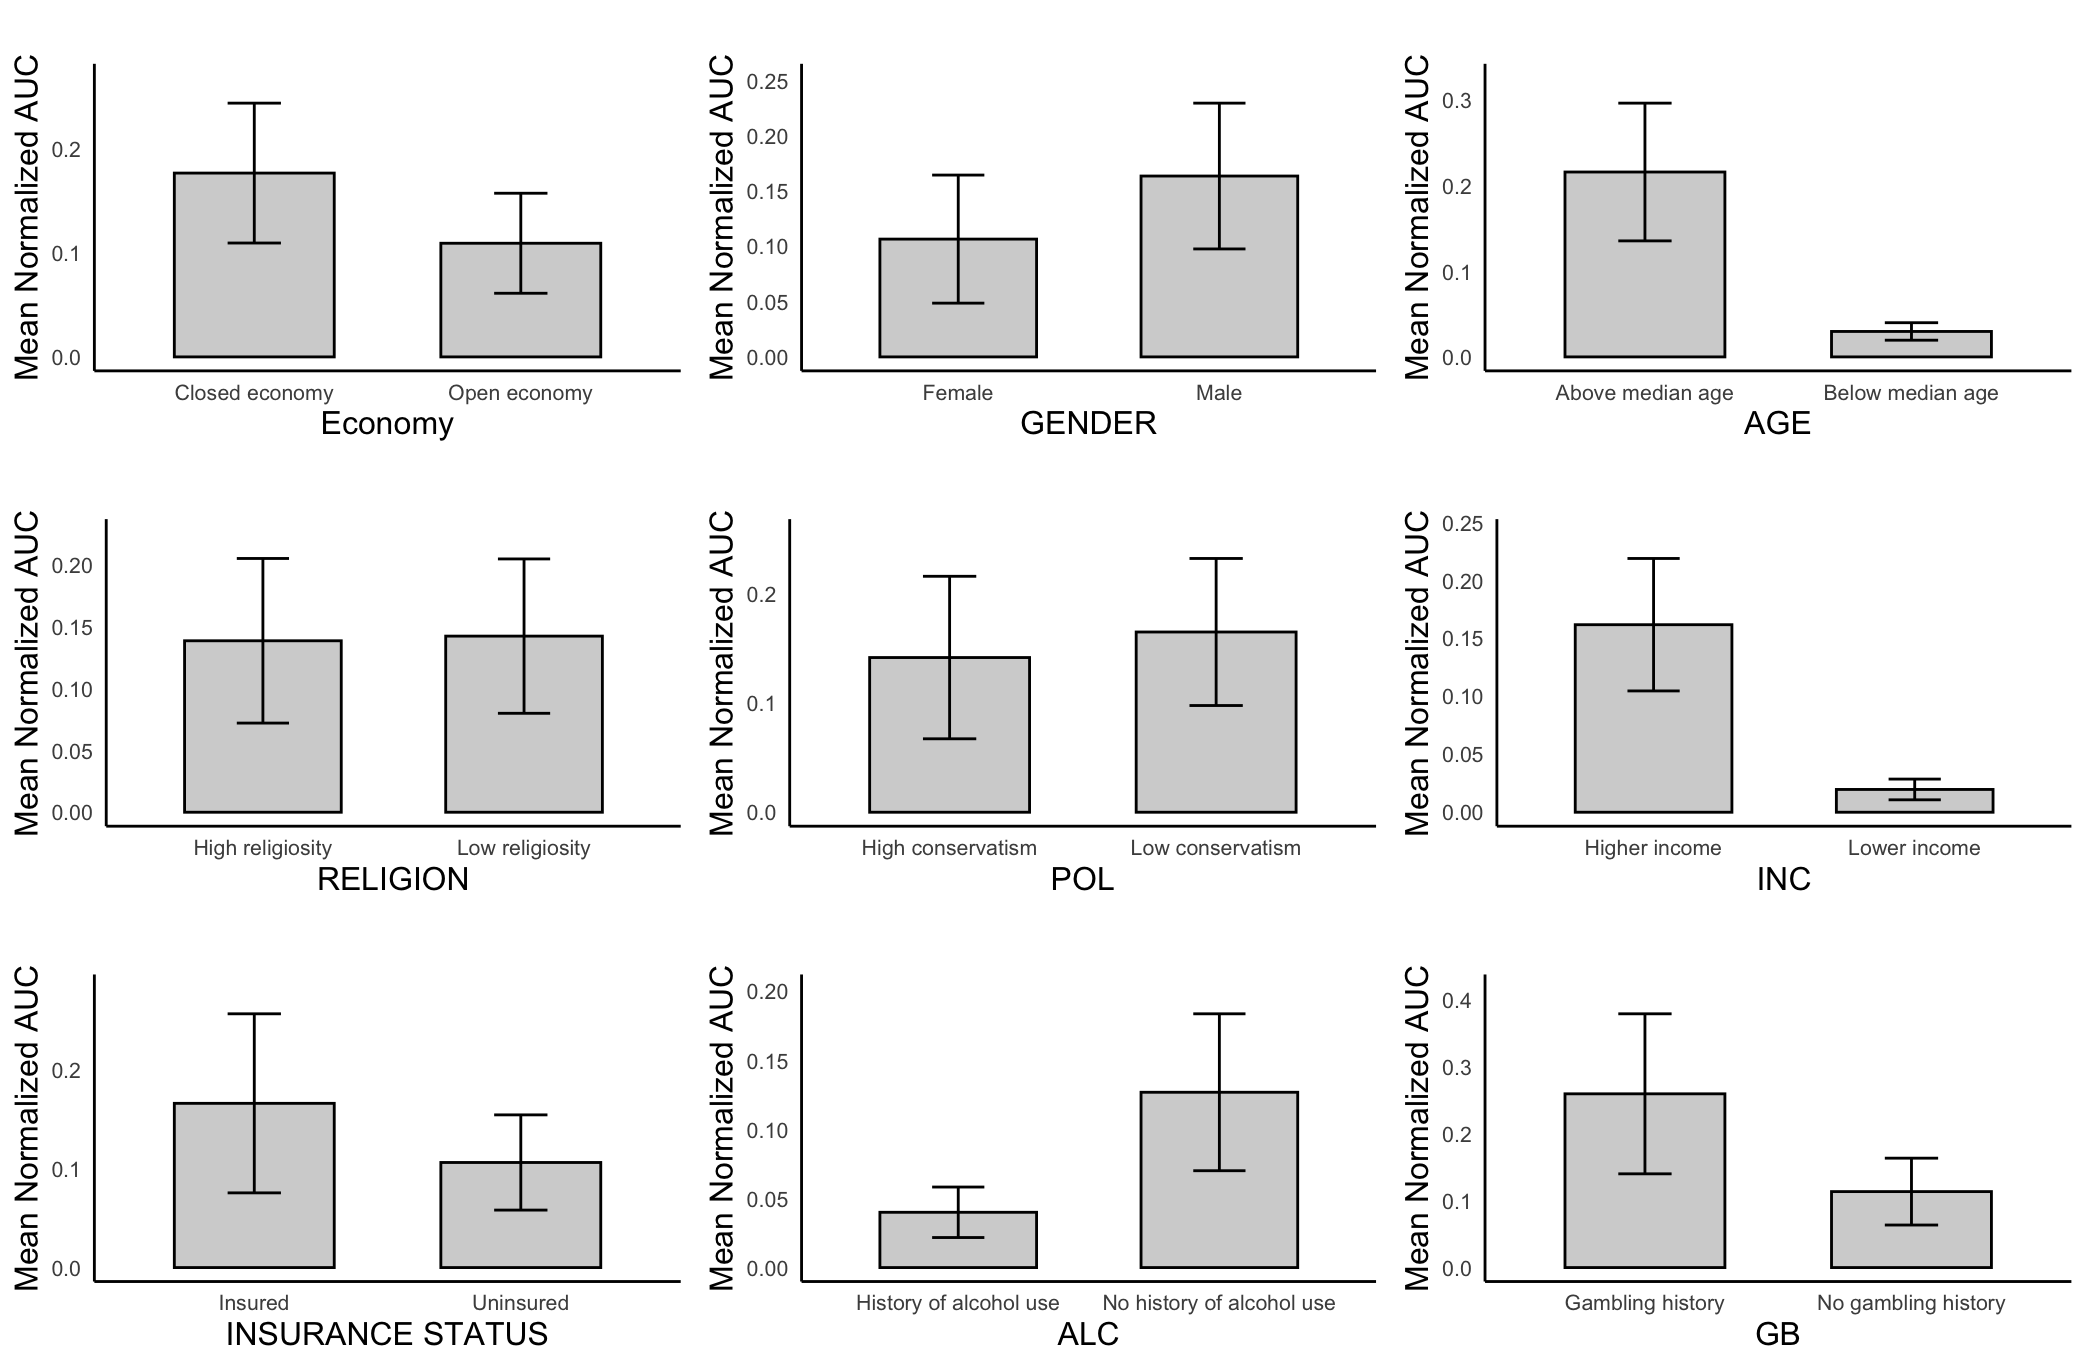 Mean Normalized AUC
0.2
0.1
0.0
Closed economy Open economy
Economy
Mean Normalized AUC
0.25
0.20
0.15
0.10
0.05
0.00
Female Male
GENDER
Mean Normalized AUC
0.3
0.2
0.1
0.0
Above median age Below median age
AGE
Mean Normalized AUC
0.20
0.15
0.10
0.05
0.00
High religiosity Low religiosity
RELIGION
Mean Normalized AUC
0.2
0.1
0.0
High conservatism Low conservatism
POL
Mean Normalized AUC
0.25
0.20
0.15
0.10
0.05
0.00
Higher income Lower income
INC
Mean Normalized AUC
0.2
0.1
0.0
Insured Uninsured
INSURANCE STATUS
Mean Normalized AUC
0.20
0.15
0.10
0.05
0.00
History of alcohol use No history of alcohol use
ALC
Mean Normalized AUC
0.4
0.3
0.2
0.1
0.0
Gambling history No gambling history
GB